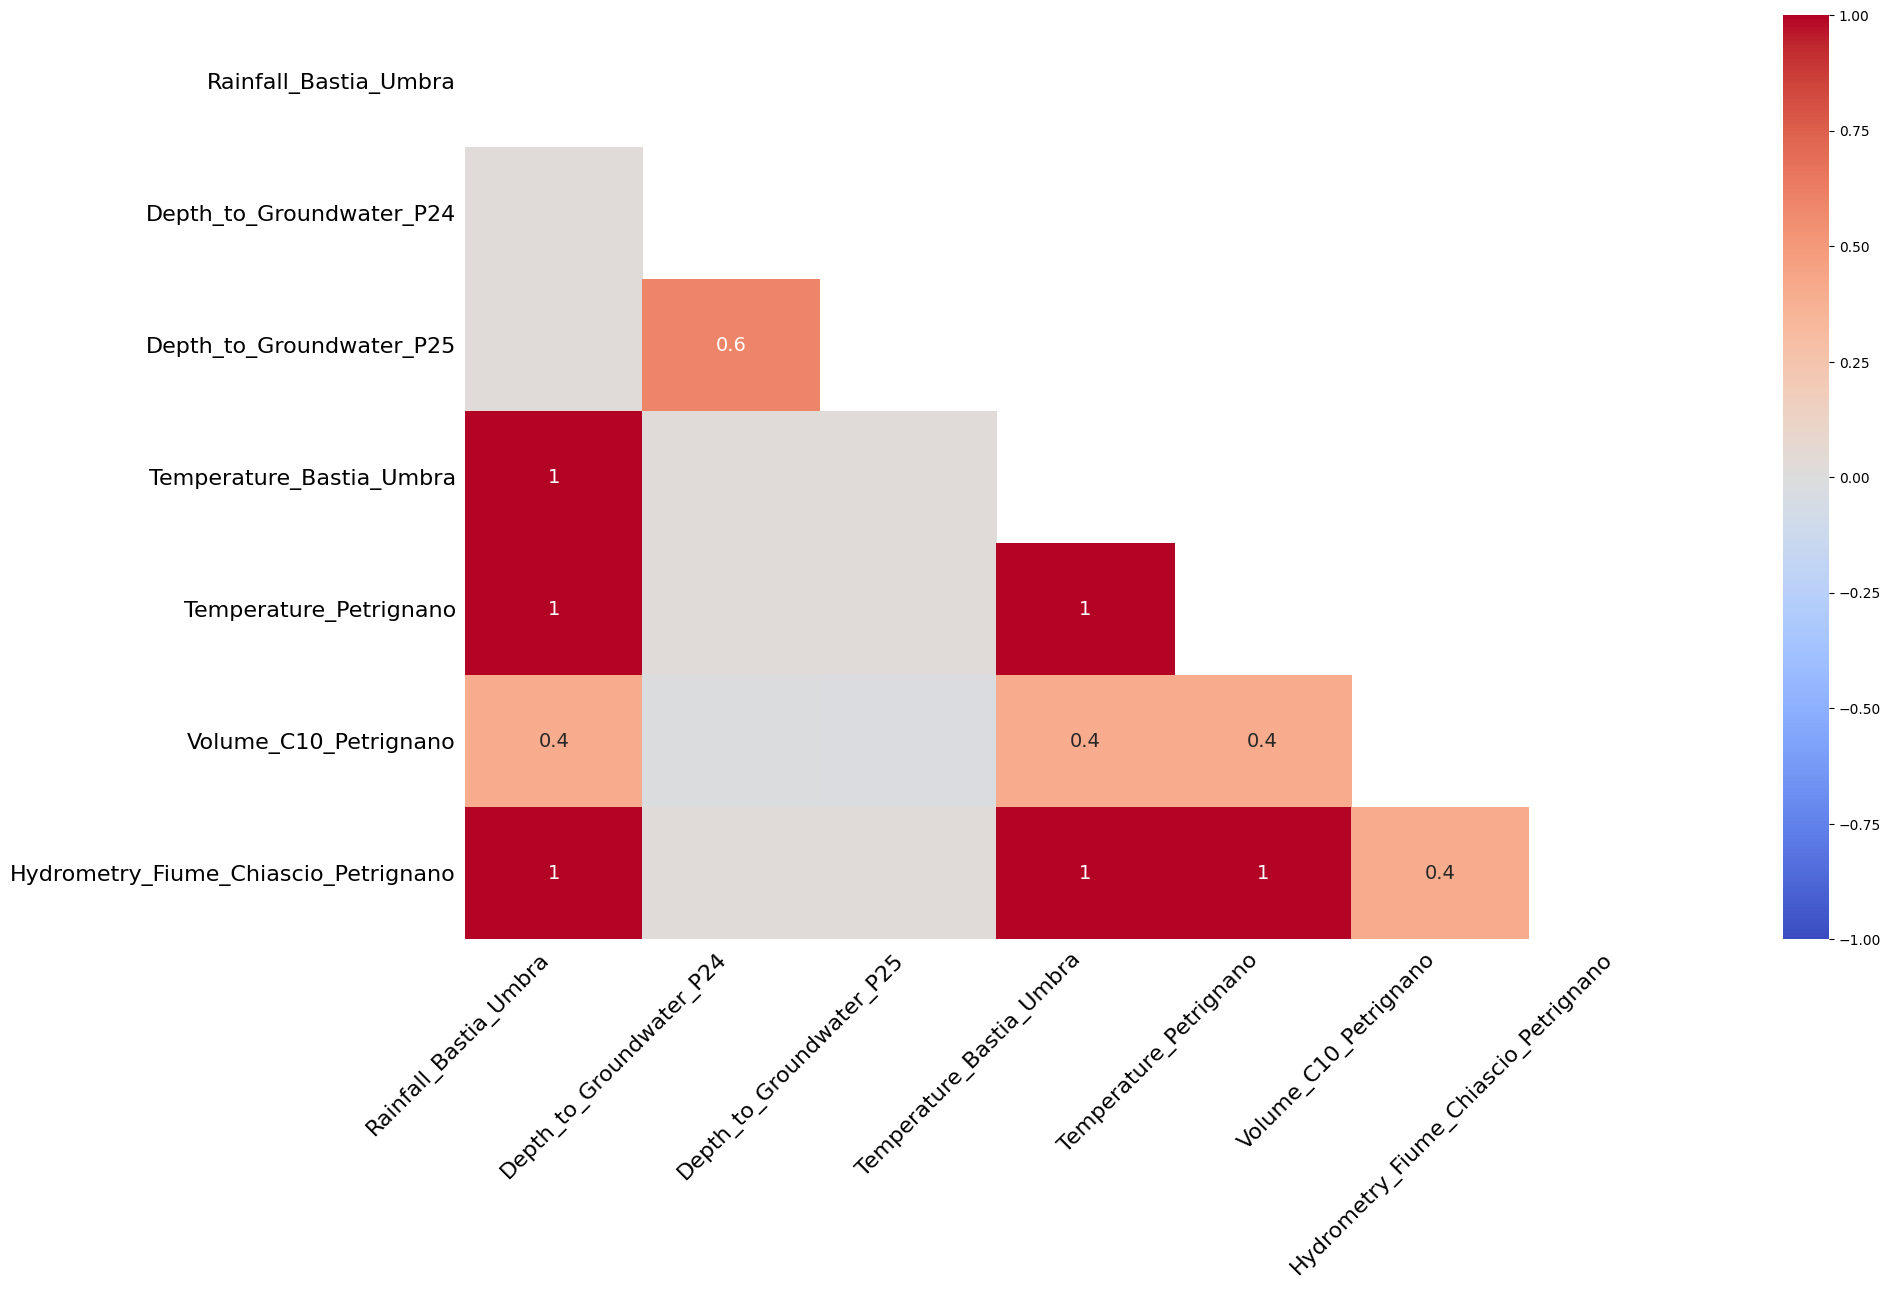 Rainfall_Bastia_Umbra
Depth_to_Groundwater_P24
Depth_to_Groundwater_P25
0.6
Temperature_Bastia_Umbra
1
Temperature_Petrignano
1
1
Volume_C10_Petrignano
0.4
0.4
0.4
Hydrometry_Fiume_Chiascio_Petrignano
1
1
1
0.4
Rainfall_Bastia_Umbra
Depth_to_Groundwater_P24
Depth_to_Groundwater_P25
Temperature_Bastia_Umbra
Temperature_Petrignano
Volume_C10_Petrignano
Hydrometry_Fiume_Chiascio_Petrignano
1.00
0.75
0.50
0.25
0.00
−0.25
−0.50
−0.75
−1.00